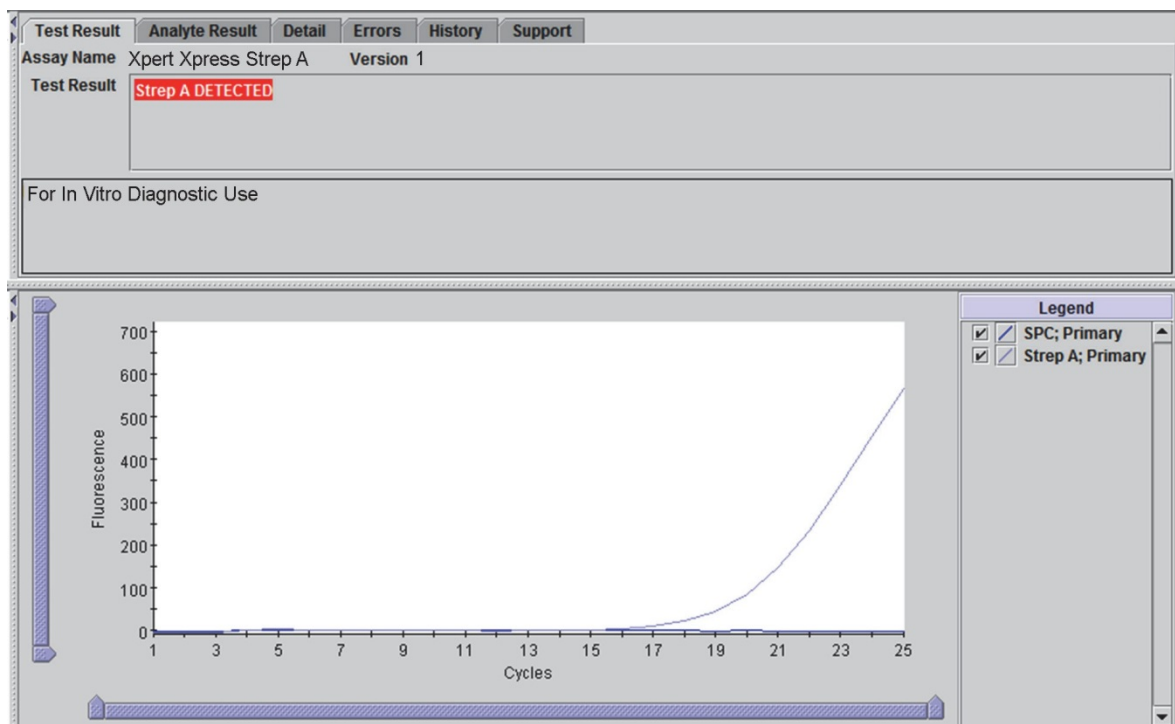 Test Result Analyte Result Detail Errors History Support
Assay Name Xpert Xpress Strep A Version 1
Test Result Strep A DETECTED
For In Vitro Diagnostic Use
Legend
SPC; Primary
Strep A; Primary
Fluorescence
700
600
500
400
300
200
100
0
1 3 5 7 9 11 13 15 17 19 21 23 25
Cycles